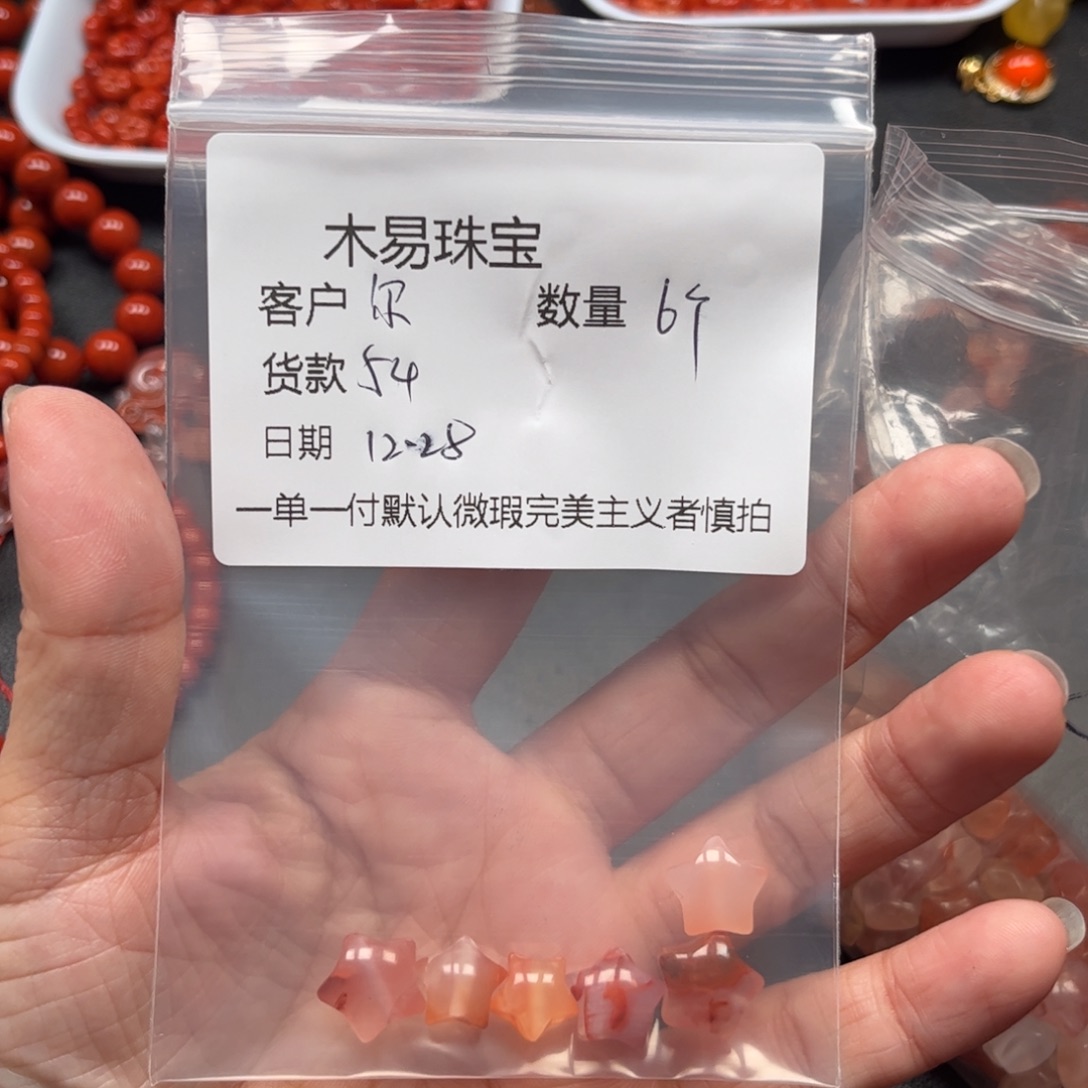 木易珠宝
客户 尔 数量 6个
货款 54
日期 12-28
一单一付默认微瑕完美主义者慎拍